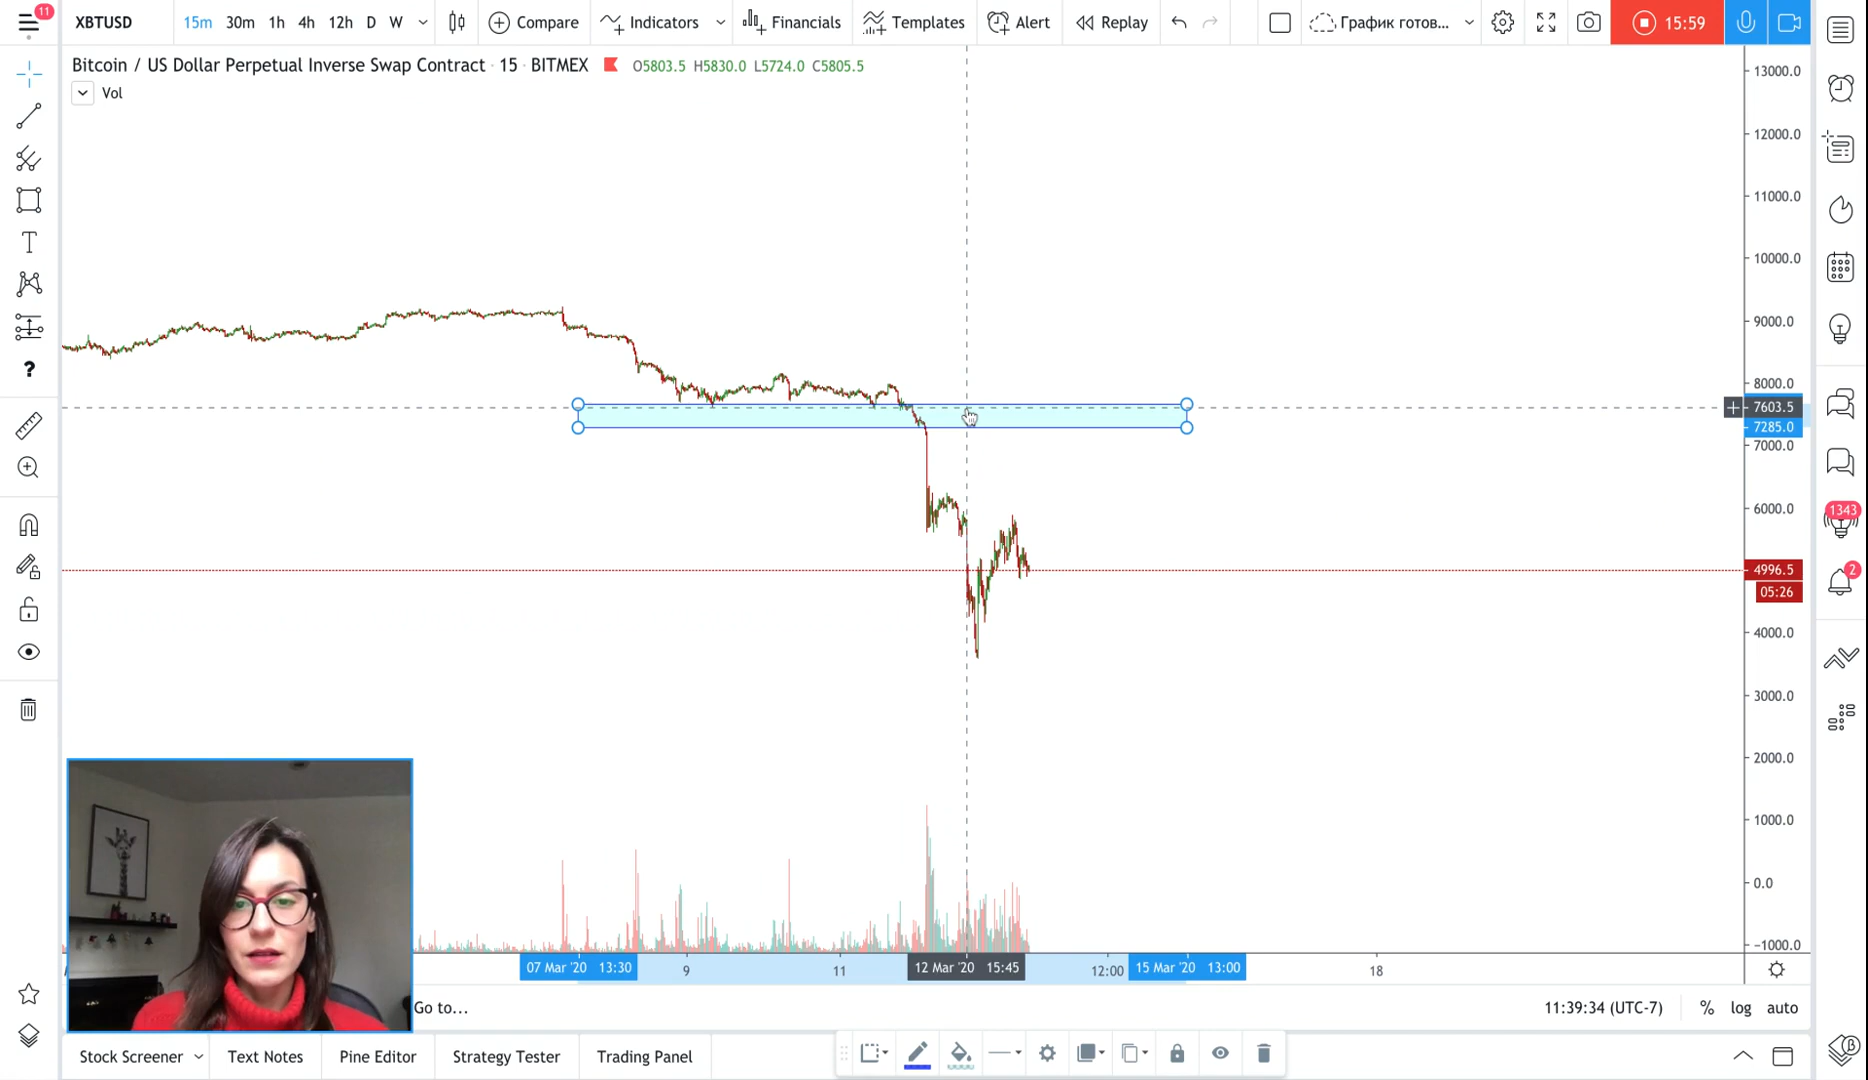 11
XBTUSD
15m 30m 1h 4h 12h D W
Compare
Indicators
Financials
Templates
Alert
Replay
График готов...
15:59
Bitcoin / US Dollar Perpetual Inverse Swap Contract · 15 · BITMEX O5803.5 H5830.0 L5724.0 C5805.5
Vol
13000.0
12000.0
11000.0
10000.0
9000.0
8000.0
7603.5
7285.0
7000.0
6000.0
4996.5
05:26
4000.0
3000.0
2000.0
1000.0
0.0
−1000.0
T
?
1343
2
07 Mar '20 13:30 9 11 12 Mar '20 15:45 12:00 15 Mar '20 13:00 18
Go to...
11:39:34 (UTC-7) % log auto
Stock Screener Text Notes Pine Editor Strategy Tester Trading Panel
β